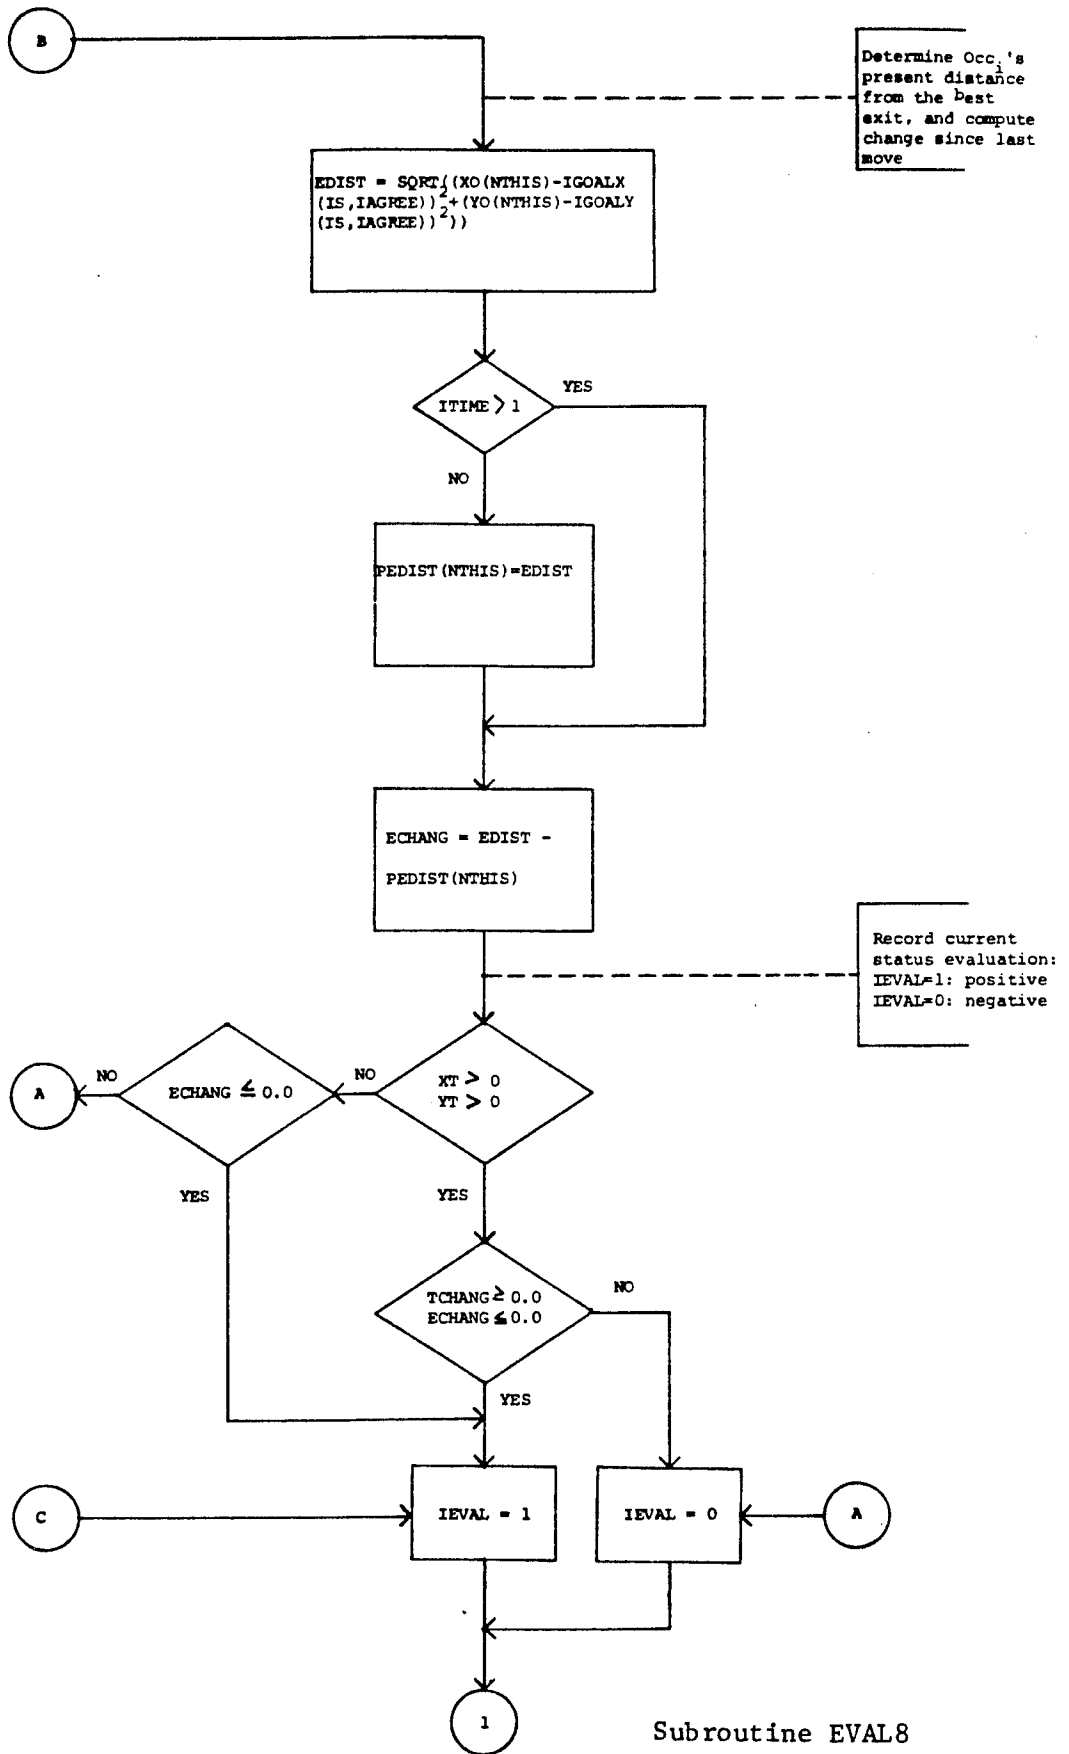 B
Determine Occi's
present distance
from the best
exit, and compute
change since last
move
EDIST = SQRT((XO(NTHIS)-IGOALX
(IS,IAGREE))2+(YO(NTHIS)-IGOALY
(IS,IAGREE))2))
ITIME > 1
YES
NO
PEDIST(NTHIS)=EDIST
ECHANG = EDIST -
PEDIST(NTHIS)
Record current
status evaluation:
IEVAL=1: positive
IEVAL=0: negative
A
NO
ECHANG ≤ 0.0
NO
XT > 0
YT > 0
YES
YES
TCHANG ≥ 0.0
ECHANG ≤ 0.0
NO
YES
C
IEVAL = 1
IEVAL = 0
A
1
Subroutine EVAL8